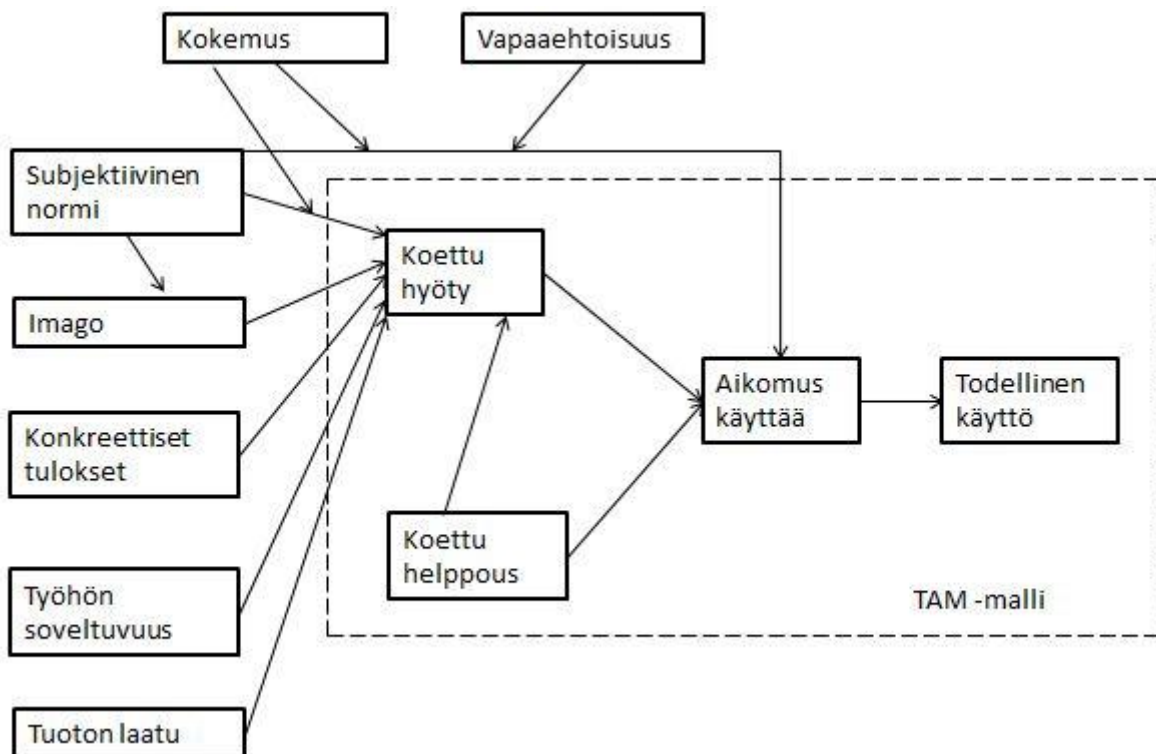 Kokemus
Vapaaehtoisuus
Subjektiivinen
normi
Koettu
hyöty
Imago
Aikomus
käyttää
Todellinen
käyttö
Konkreettiset
tulokset
Koettu
helppous
Työhön
soveltuvuus
TAM -malli
Tuoton laatu